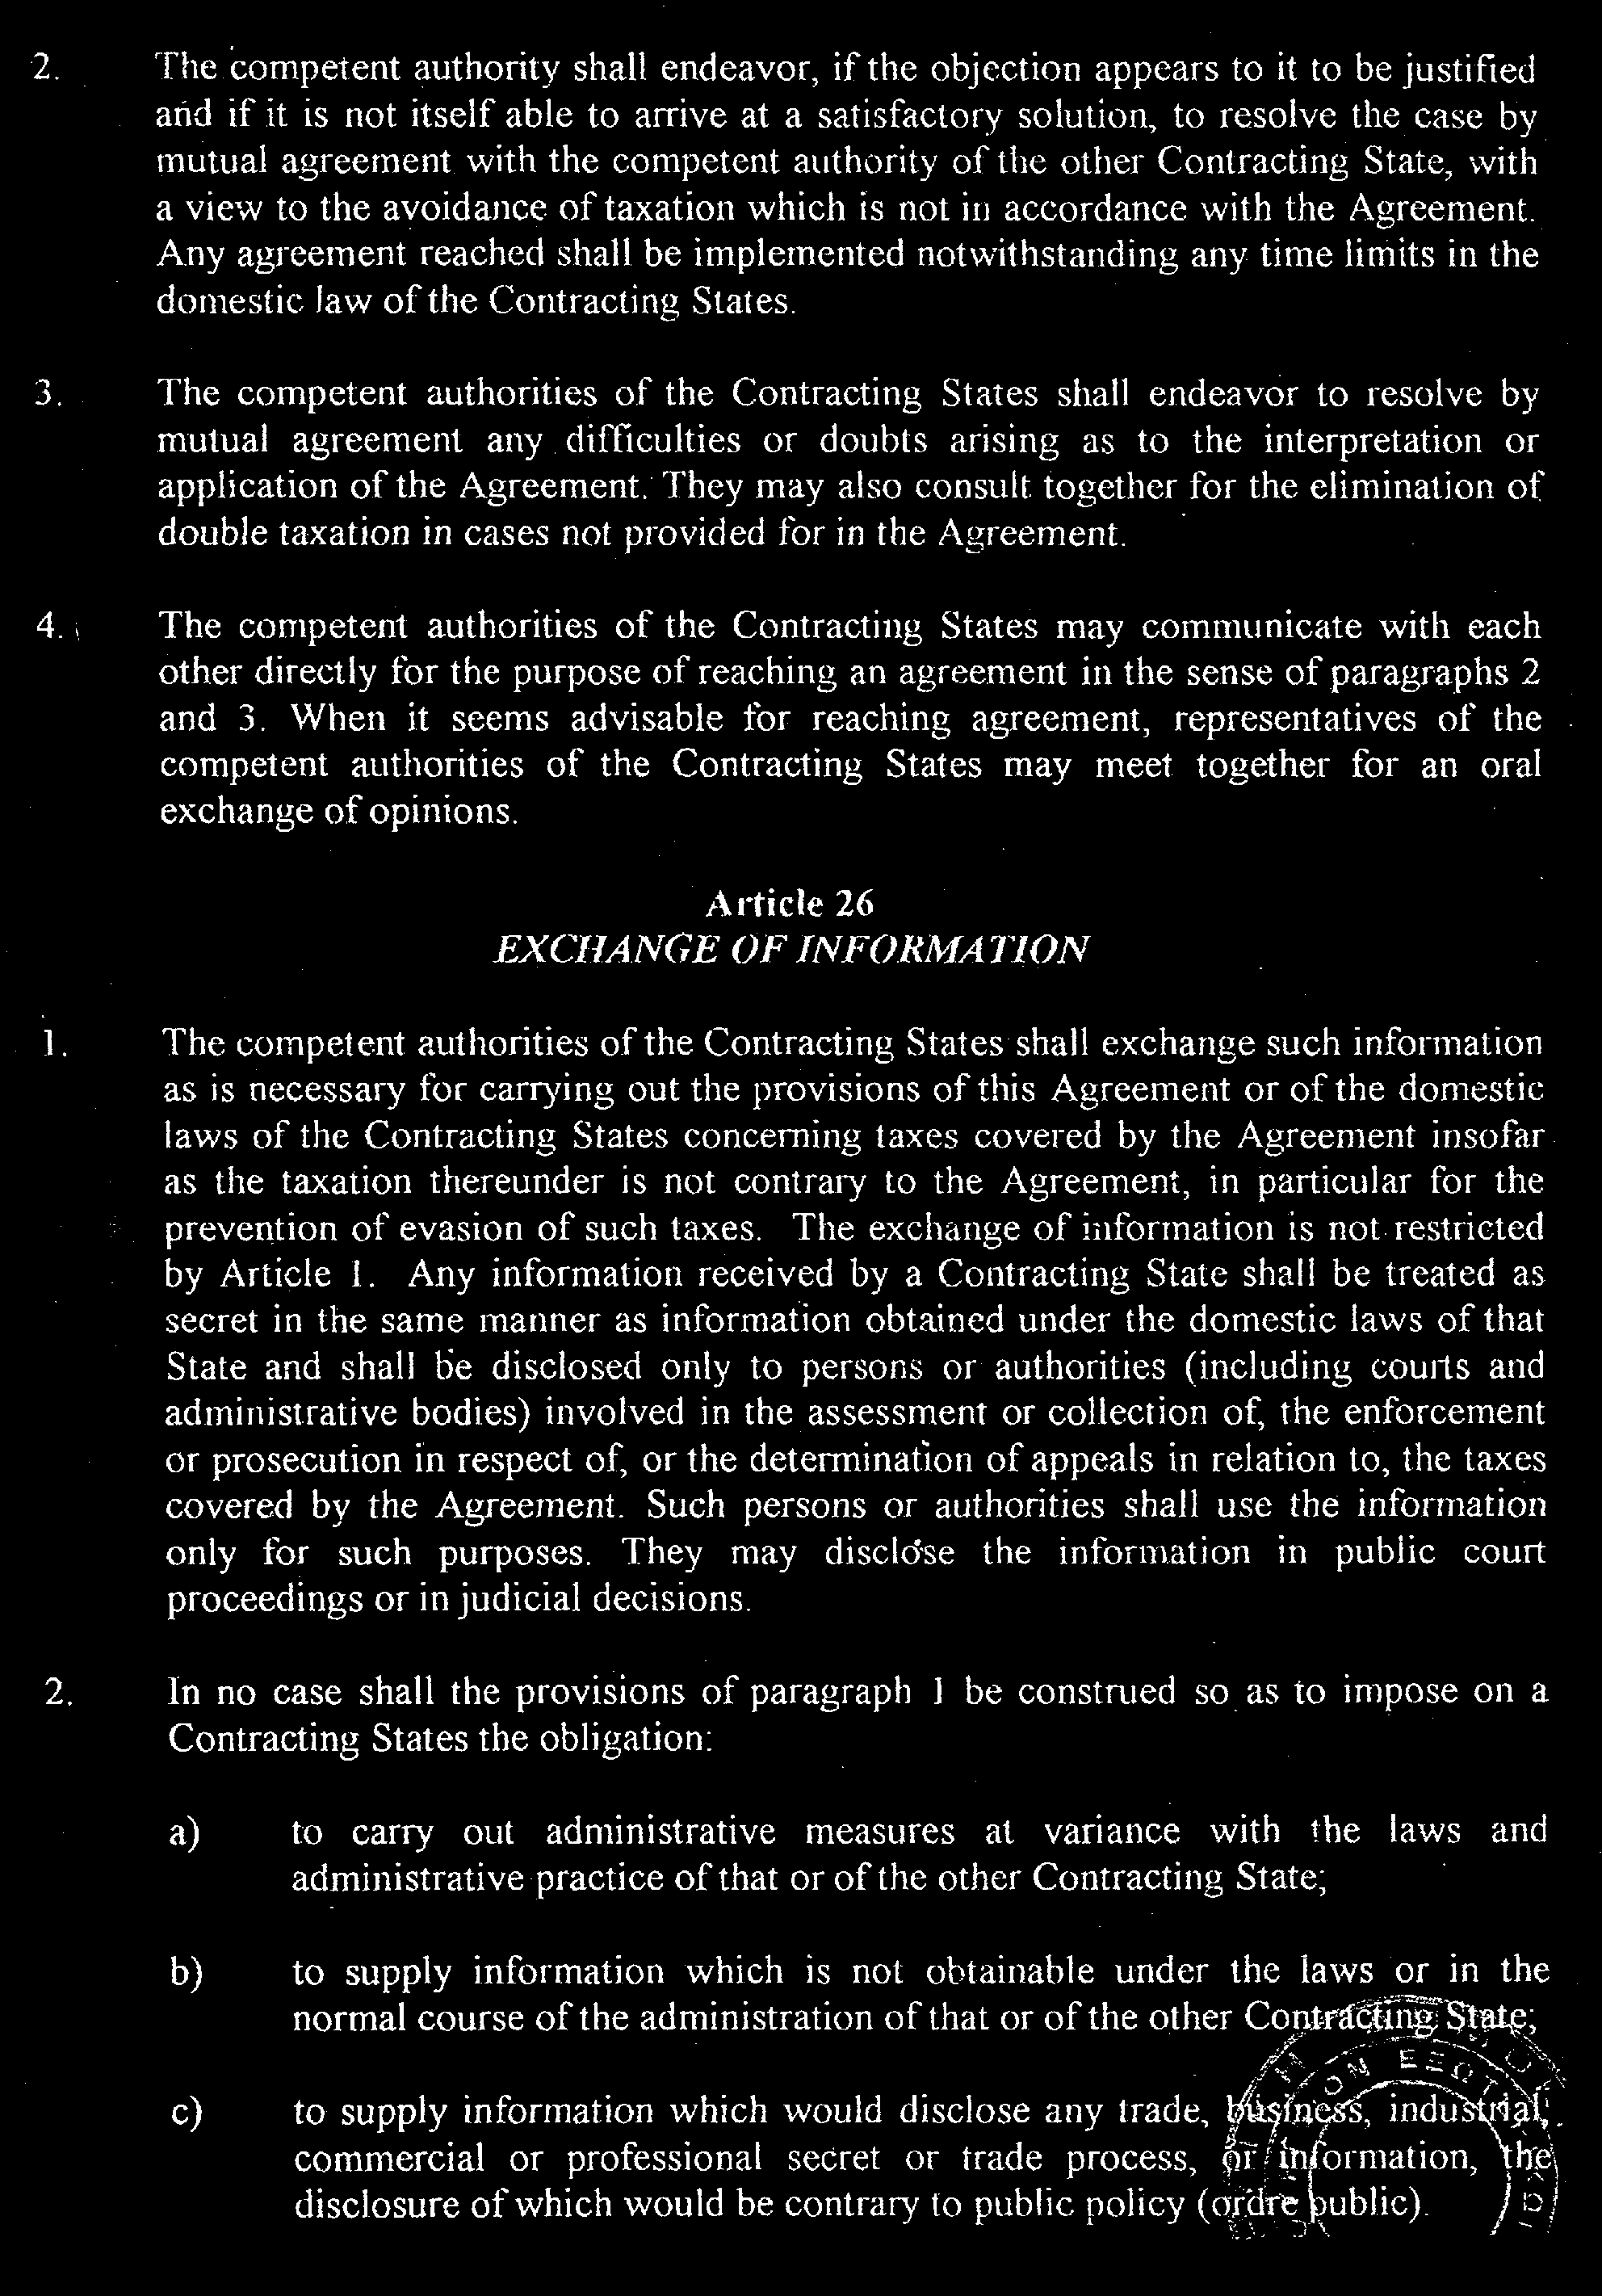 2. The competent authority shall endeavor, if the objection appears to it to be justified
and if it is not itself able to arrive at a satisfactory solution, to resolve the case by
mutual agreement with the competent authority of the other Contracting State, with
a view to the avoidance of taxation which is not in accordance with the Agreement.
Any agreement reached shall be implemented notwithstanding any time limits in the
domestic law of the Contracting States.
3. The competent authorities of the Contracting States shall endeavor to resolve by
mutual agreement any difficulties or doubts arising as to the interpretation or
application of the Agreement. They may also consult together for the elimination of
double taxation in cases not provided for in the Agreement.
4. The competent authorities of the Contracting States may communicate with each
other directly for the purpose of reaching an agreement in the sense of paragraphs 2
and 3. When it seems advisable for reaching agreement, representatives of the
competent authorities of the Contracting States may meet together for an oral
exchange of opinions.
Article 26
EXCHANGE OF INFORMATION
1. The competent authorities of the Contracting States shall exchange such information
as is necessary for carrying out the provisions of this Agreement or of the domestic
laws of the Contracting States concerning taxes covered by the Agreement insofar
as the taxation thereunder is not contrary to the Agreement, in particular for the
prevention of evasion of such taxes. The exchange of information is not restricted
by Article 1. Any information received by a Contracting State shall be treated as
secret in the same manner as information obtained under the domestic laws of that
State and shall be disclosed only to persons or authorities (including courts and
administrative bodies) involved in the assessment or collection of, the enforcement
or prosecution in respect of, or the determination of appeals in relation to, the taxes
covered by the Agreement. Such persons or authorities shall use the information
only for such purposes. They may disclose the information in public court
proceedings or in judicial decisions.
2. In no case shall the provisions of paragraph 1 be construed so as to impose on a
Contracting States the obligation:
a) to carry out administrative measures at variance with the laws and
administrative practice of that or of the other Contracting State;
b) to supply information which is not obtainable under the laws or in the
normal course of the administration of that or of the other Contracting State;
c) to supply information which would disclose any trade, business, industrial,
commercial or professional secret or trade process, or information, the
disclosure of which would be contrary to public policy (ordre public).